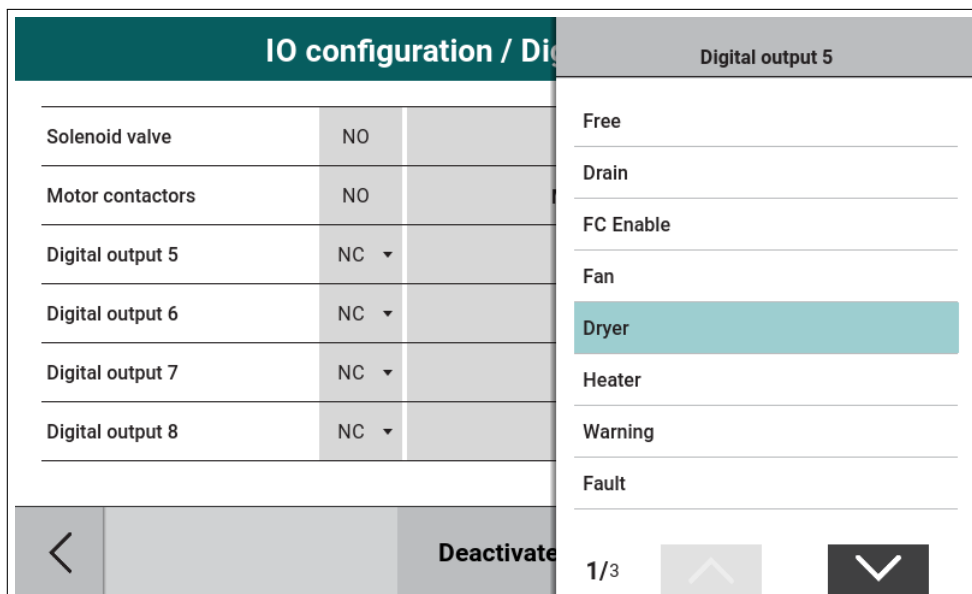 IO configuration / Di
Solenoid valve NO
Motor contactors NO
Digital output 5 NC
Digital output 6 NC
Digital output 7 NC
Digital output 8 NC
Deactivate
Digital output 5
Free
Drain
FC Enable
Fan
Dryer
Heater
Warning
Fault
1/3